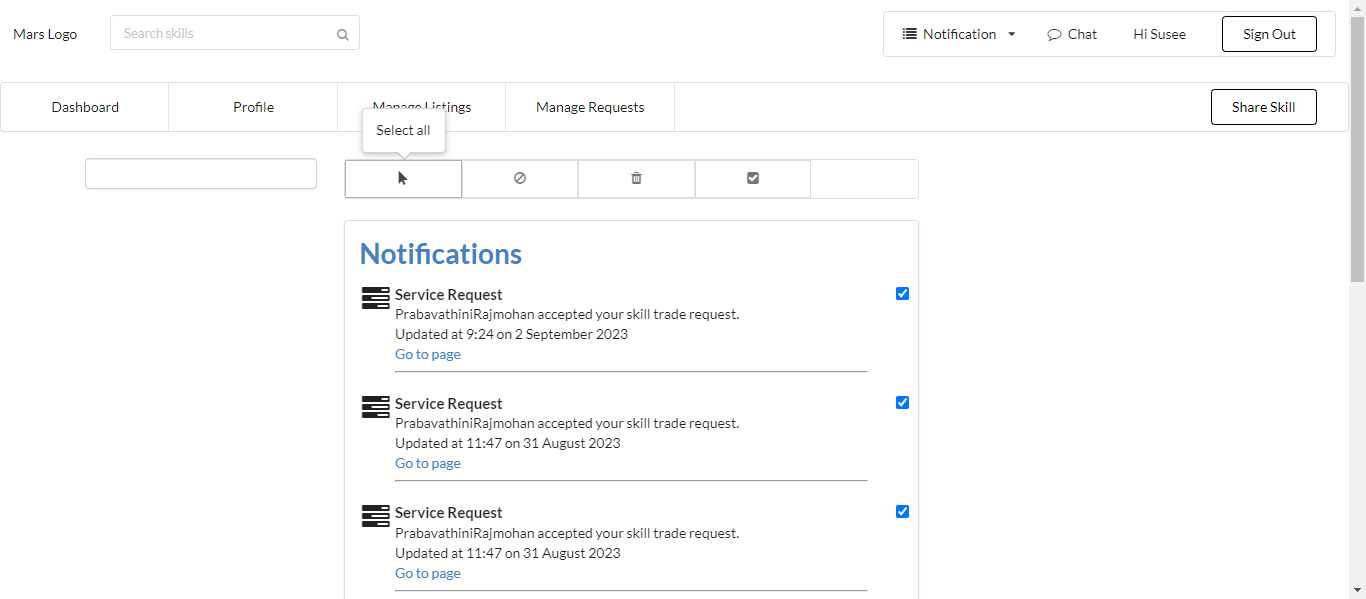 Mars Logo
Search skills
Notification
Chat
Hi Susee
Sign Out
Dashboard
Profile
Manage Listings
Manage Requests
Share Skill
Select all
Notifications
Service Request
PrabavathiniRajmohan accepted your skill trade request.
Updated at 9:24 on 2 September 2023
Go to page
Service Request
PrabavathiniRajmohan accepted your skill trade request.
Updated at 11:47 on 31 August 2023
Go to page
Service Request
PrabavathiniRajmohan accepted your skill trade request.
Updated at 11:47 on 31 August 2023
Go to page